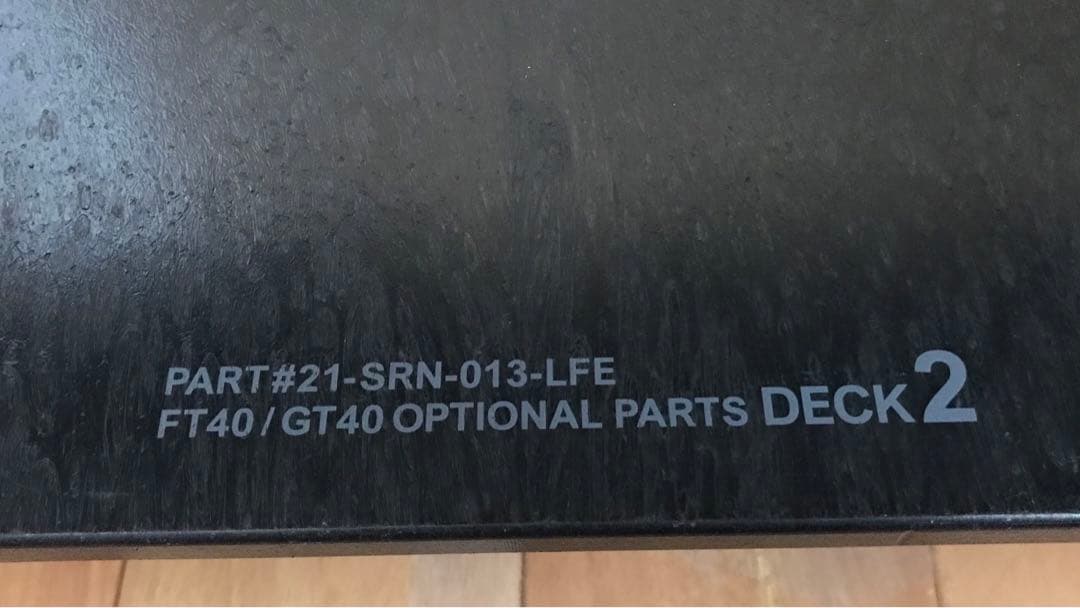 PART#21-SRN-013-LFE
FT40 / GT40 OPTIONAL PARTS DECK2